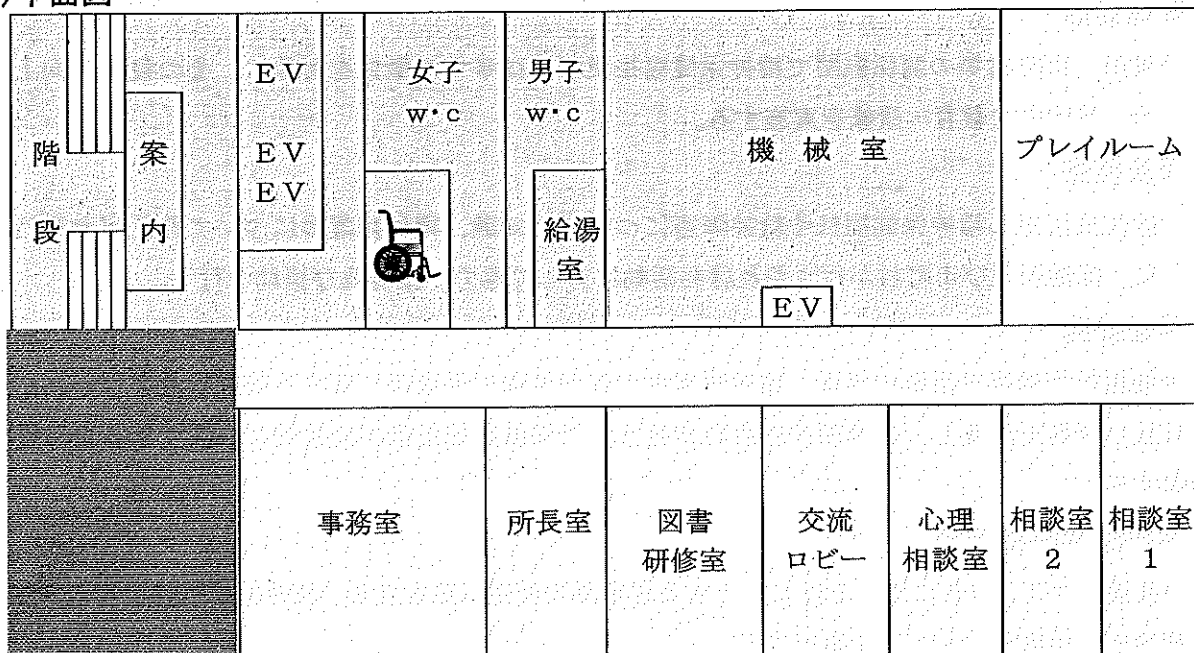 平面図
階段
案内
ＥＶ
ＥＶ
ＥＶ
女子
w・c
男子
w・c
給湯
室
機 械 室
ＥＶ
プレイルーム
事務室
所長室
図書
研修室
交流
ロビー
心理
相談室
相談室
2
相談室
1